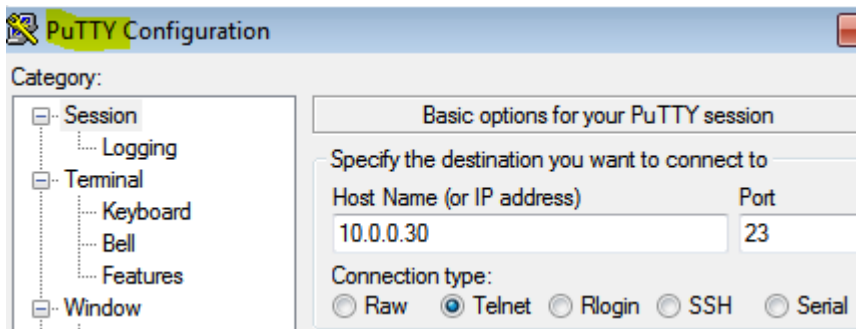 PuTTY Configuration
Category:
Session
Logging
Terminal
Keyboard
Bell
Features
Window
Basic options for your PuTTY session
Specify the destination you want to connect to
Host Name (or IP address) Port
10.0.0.30 23
Connection type:
Raw Telnet Rlogin SSH Serial